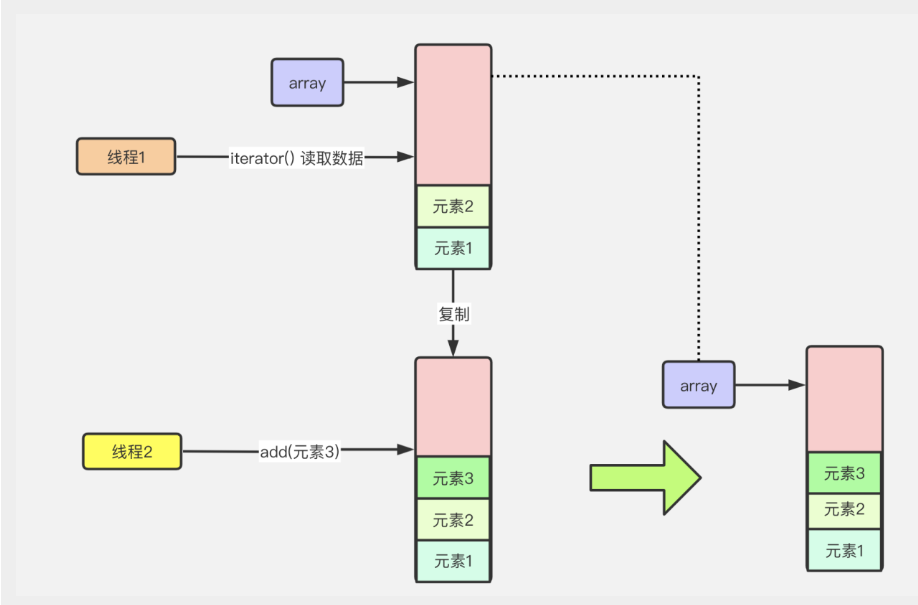 array
线程1
iterator() 读取数据
元素2
元素1
复制
array
线程2
add(元素3)
元素3
元素2
元素1
元素3
元素2
元素1